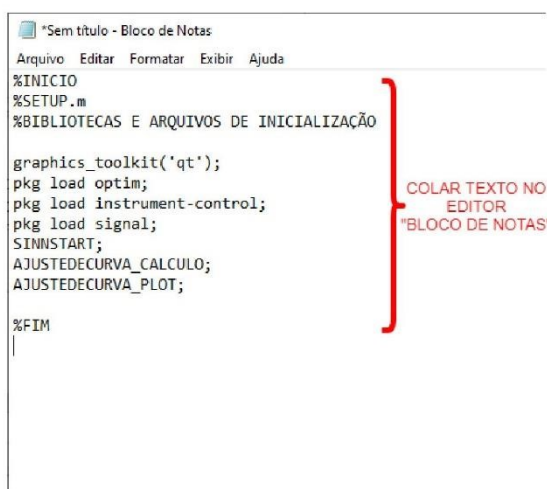 *Sem título - Bloco de Notas
Arquivo Editar Formatar Exibir Ajuda
%INICIO
%SETUP.m
%BIBLIOTECAS E ARQUIVOS DE INICIALIZAÇÃO
graphics_toolkit('qt');
pkg load optim;
pkg load instrument-control;
pkg load signal;
SINNSTART;
AJUSTEDECURVA_CALCULO;
AJUSTEDECURVA_PLOT;
%FIM
COLAR TEXTO NO
EDITOR
"BLOCO DE NOTAS"